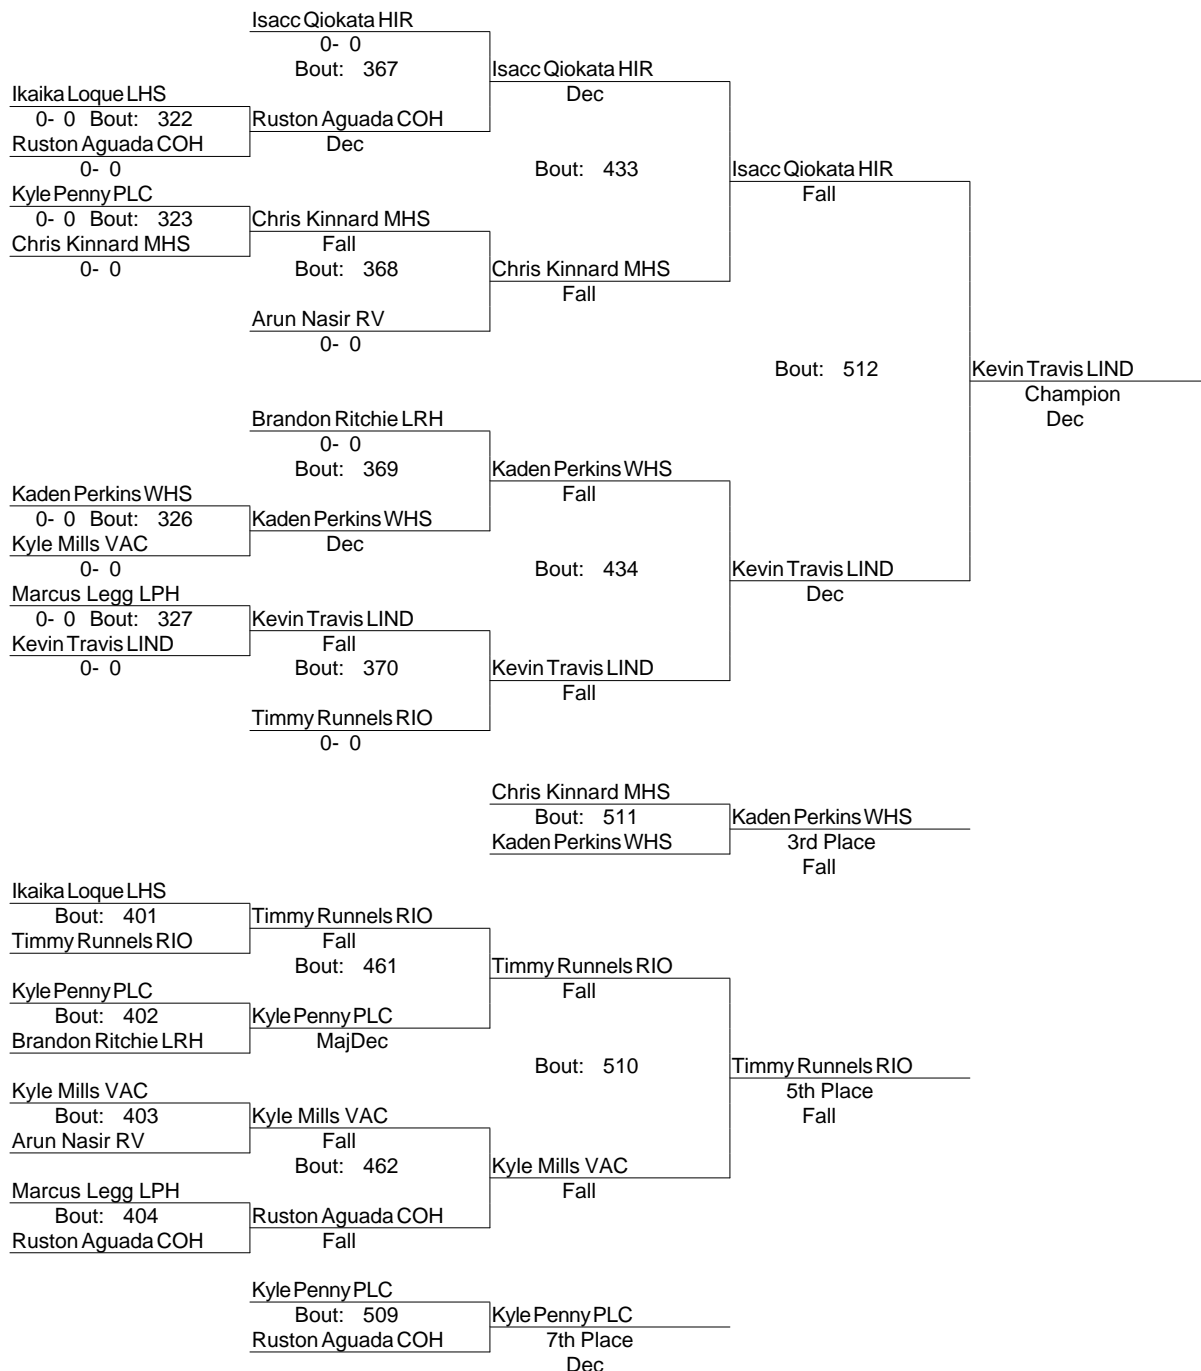 Isacc Qiokata HIR
0- 0
Bout: 367
Isacc Qiokata HIR
Dec
Ikaika Loque LHS
0- 0 Bout: 322
Ruston Aguada COH
Ruston Aguada COH
Dec
0- 0
Bout: 433
Isacc Qiokata HIR
Fall
Kyle Penny PLC
0- 0 Bout: 323
Chris Kinnard MHS
Chris Kinnard MHS
Fall
0- 0
Bout: 368
Chris Kinnard MHS
Fall
Arun Nasir RV
0- 0
Bout: 512
Kevin Travis LIND
Champion
Dec
Brandon Ritchie LRH
0- 0
Bout: 369
Kaden Perkins WHS
Fall
Kaden Perkins WHS
0- 0 Bout: 326
Kaden Perkins WHS
Kyle Mills VAC
Dec
0- 0
Bout: 434
Kevin Travis LIND
Dec
Marcus Legg LPH
0- 0 Bout: 327
Kevin Travis LIND
Kevin Travis LIND
Fall
0- 0
Bout: 370
Kevin Travis LIND
Fall
Timmy Runnels RIO
0- 0
Chris Kinnard MHS
Bout: 511
Kaden Perkins WHS
Kaden Perkins WHS
3rd Place
Fall
Ikaika Loque LHS
Bout: 401
Timmy Runnels RIO
Timmy Runnels RIO
Fall
Bout: 461
Timmy Runnels RIO
Fall
Kyle Penny PLC
Bout: 402
Kyle Penny PLC
Brandon Ritchie LRH
MajDec
Bout: 510
Timmy Runnels RIO
5th Place
Fall
Kyle Mills VAC
Bout: 403
Kyle Mills VAC
Arun Nasir RV
Fall
Bout: 462
Kyle Mills VAC
Fall
Marcus Legg LPH
Bout: 404
Ruston Aguada COH
Ruston Aguada COH
Fall
Kyle Penny PLC
Bout: 509
Kyle Penny PLC
Ruston Aguada COH
7th Place
Dec